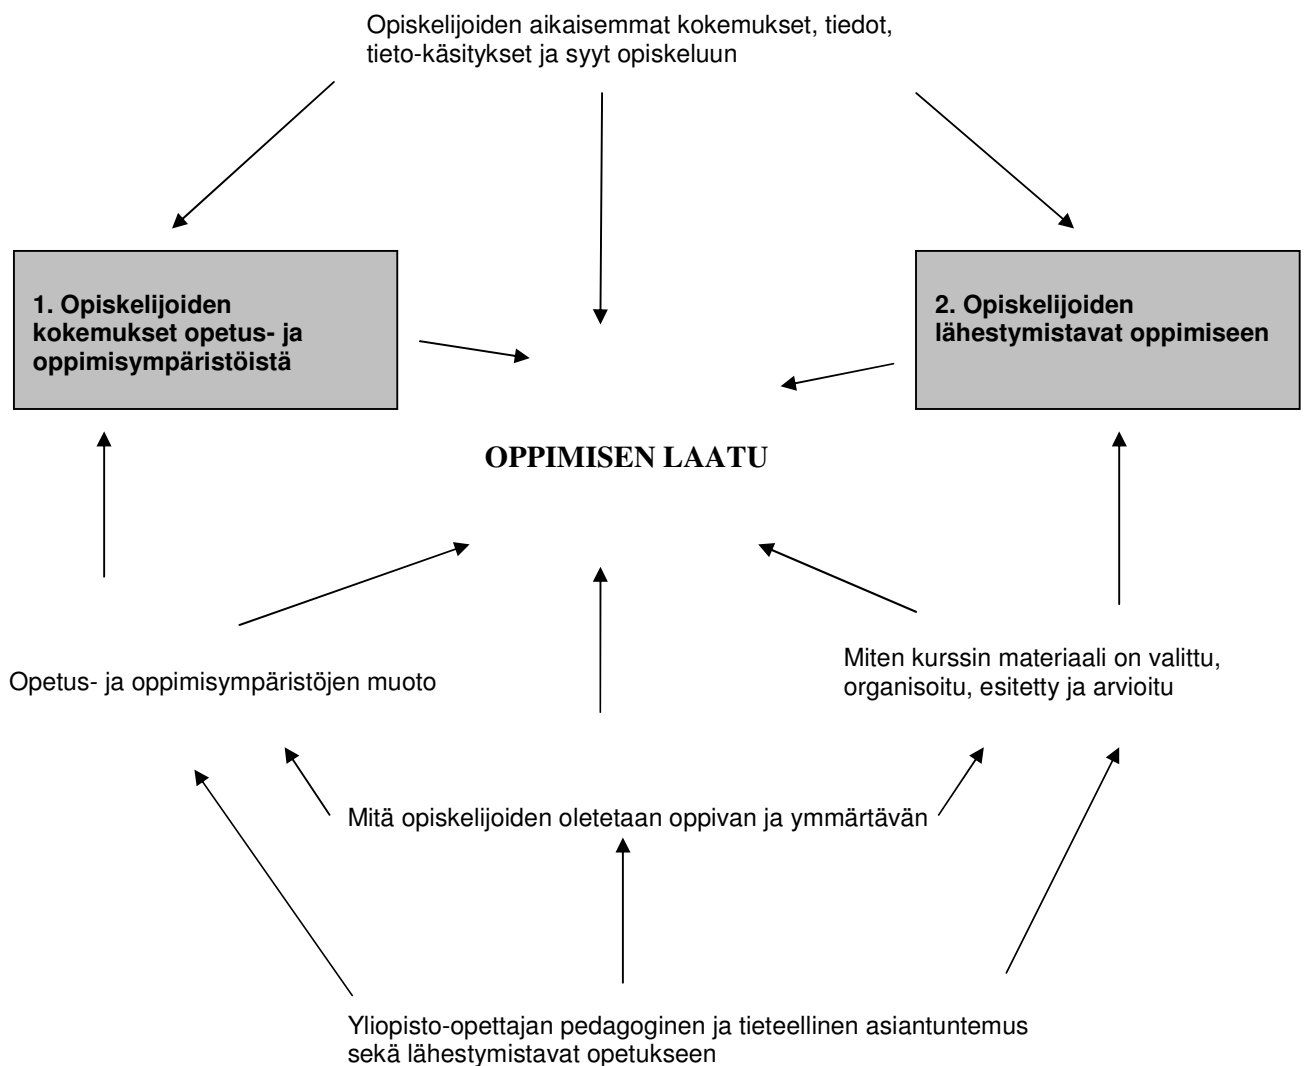 Opiskelijoiden aikaisemmat kokemukset, tiedot,
tieto-käsitykset ja syyt opiskeluun
1. Opiskelijoiden
kokemukset opetus- ja
oppimisympäristöistä
2. Opiskelijoiden
lähestymistavat oppimiseen
OPPIMISEN LAATU
Opetus- ja oppimisympäristöjen muoto
Miten kurssin materiaali on valittu,
organisoitu, esitetty ja arvioitu
Mitä opiskelijoiden oletetaan oppivan ja ymmärtävän
Yliopisto-opettajan pedagoginen ja tieteellinen asiantuntemus
sekä lähestymistavat opetukseen